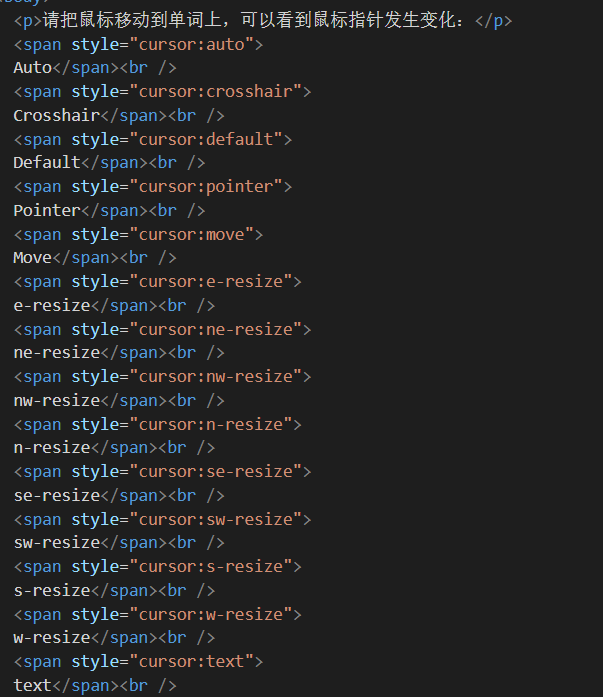 <p>请把鼠标移动到单词上，可以看到鼠标指针发生变化：</p>
<span style="cursor:auto">
Auto</span><br />
<span style="cursor:crosshair">
Crosshair</span><br />
<span style="cursor:default">
Default</span><br />
<span style="cursor:pointer">
Pointer</span><br />
<span style="cursor:move">
Move</span><br />
<span style="cursor:e-resize">
e-resize</span><br />
<span style="cursor:ne-resize">
ne-resize</span><br />
<span style="cursor:nw-resize">
nw-resize</span><br />
<span style="cursor:n-resize">
n-resize</span><br />
<span style="cursor:se-resize">
se-resize</span><br />
<span style="cursor:sw-resize">
sw-resize</span><br />
<span style="cursor:s-resize">
s-resize</span><br />
<span style="cursor:w-resize">
w-resize</span><br />
<span style="cursor:text">
text</span><br />